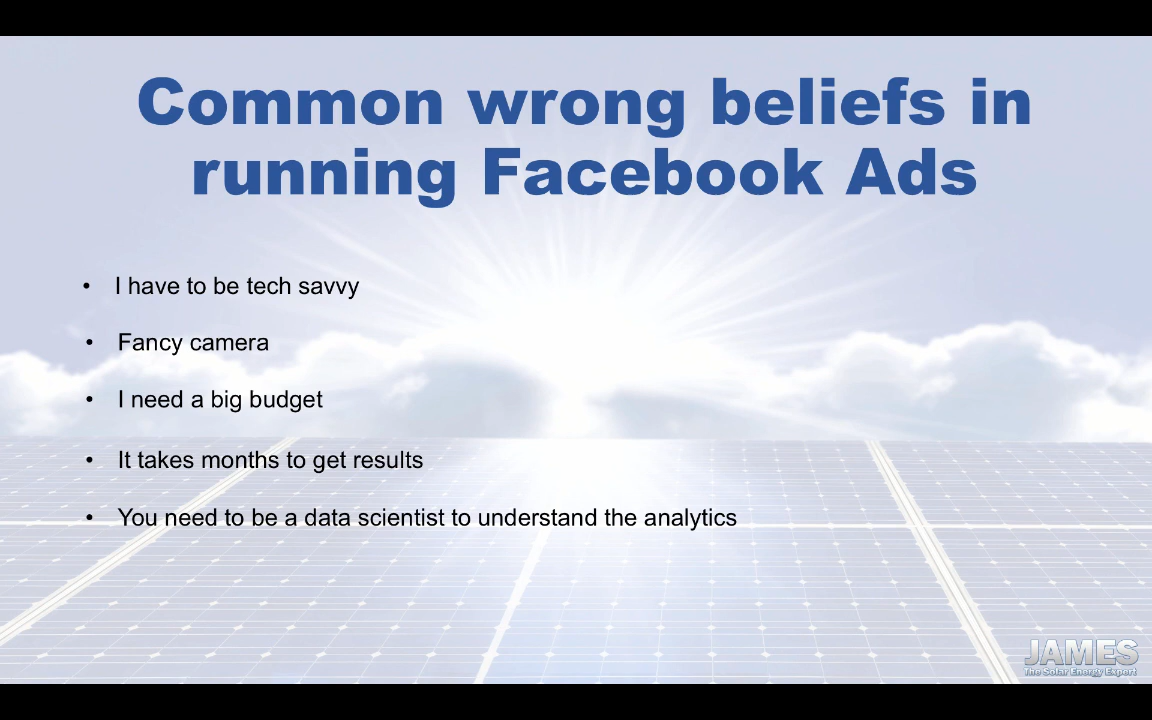 Common wrong beliefs in
running Facebook Ads
• I have to be tech savvy
• Fancy camera
• I need a big budget
• It takes months to get results
• You need to be a data scientist to understand the analytics
JAMES
The Solar Energy Expert